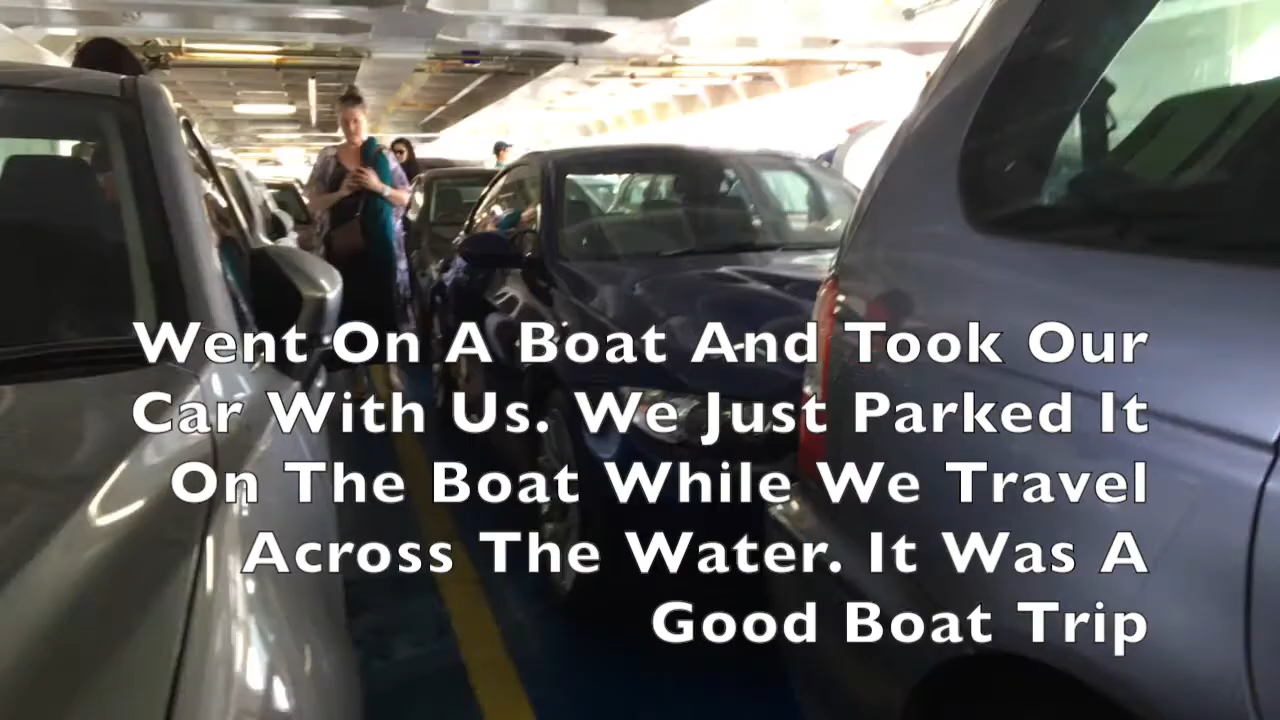 Went On A Boat And Took Our
Car With Us. We Just Parked It
On The Boat While We Travel
Across The Water. It Was A
Good Boat Trip